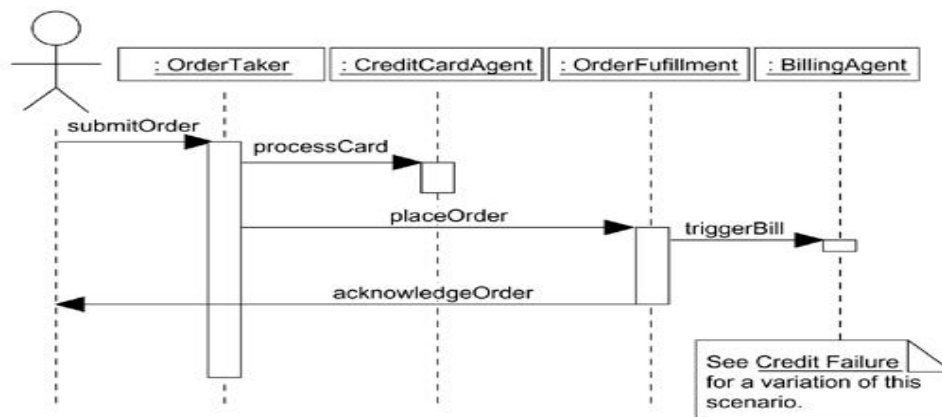 : OrderTaker
: CreditCardAgent
: OrderFufillment
: BillingAgent
submitOrder
processCard
placeOrder
triggerBill
acknowledgeOrder
See Credit Failure
for a variation of this
scenario.